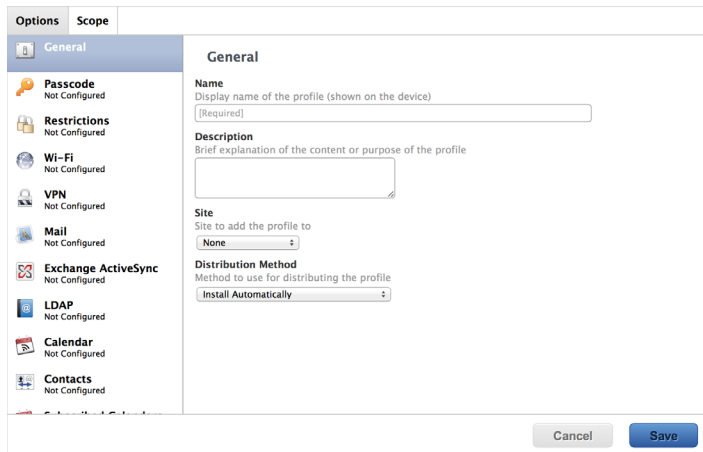 Options Scope
General
Passcode
Not Configured
Restrictions
Not Configured
Wi-Fi
Not Configured
VPN
Not Configured
Mail
Not Configured
Exchange ActiveSync
Not Configured
LDAP
Not Configured
Calendar
Not Configured
Contacts
Not Configured
General
Name
Display name of the profile (shown on the device)
[Required]
Description
Brief explanation of the content or purpose of the profile
Site
Site to add the profile to
None
Distribution Method
Method to use for distributing the profile
Install Automatically
Cancel Save